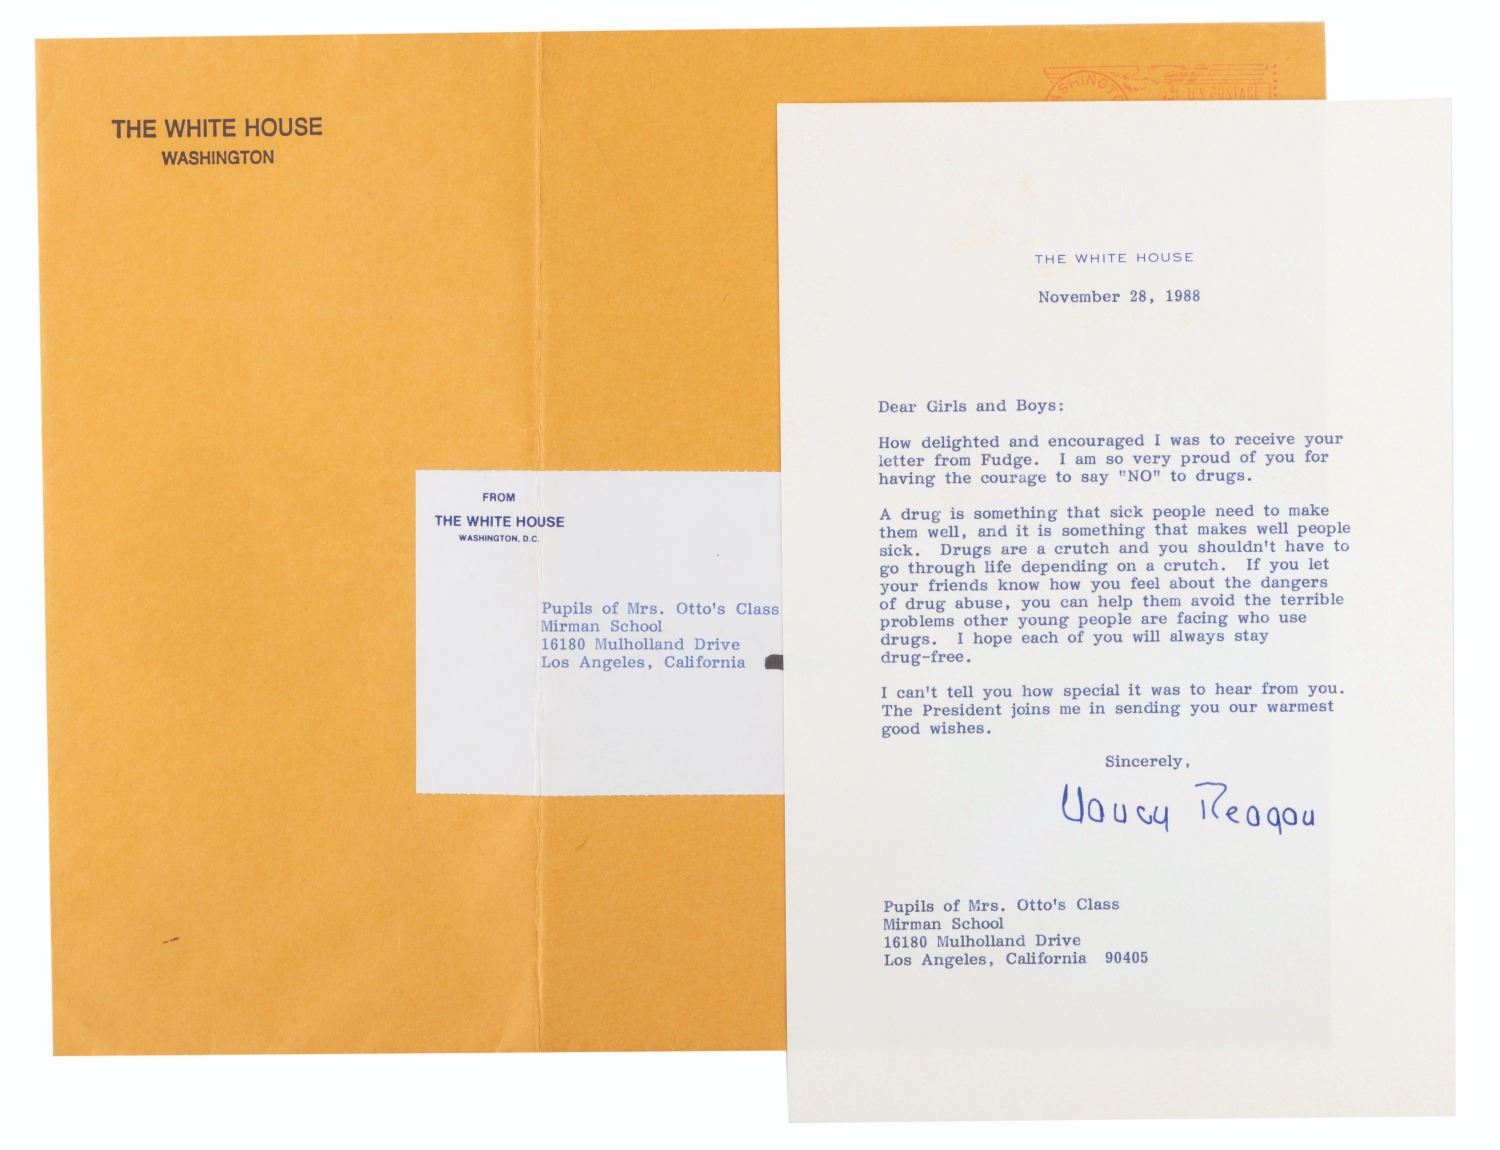 THE WHITE HOUSE
WASHINGTON
U.S. POSTAGE
FROM
THE WHITE HOUSE
WASHINGTON, D.C.
Pupils of Mrs. Otto's Class
Mirman School
16180 Mulholland Drive
Los Angeles, California
THE WHITE HOUSE
November 28, 1988
Dear Girls and Boys:
How delighted and encouraged I was to receive your
letter from Fudge. I am so very proud of you for
having the courage to say "NO" to drugs.
A drug is something that sick people need to make
them well, and it is something that makes well people
sick. Drugs are a crutch and you shouldn't have to
go through life depending on a crutch. If you let
your friends know how you feel about the dangers
of drug abuse, you can help them avoid the terrible
problems other young people are facing who use
drugs. I hope each of you will always stay
drug-free.
I can't tell you how special it was to hear from you.
The President joins me in sending you our warmest
good wishes.
Sincerely,
Nancy Reagan
Pupils of Mrs. Otto's Class
Mirman School
16180 Mulholland Drive
Los Angeles, California 90405